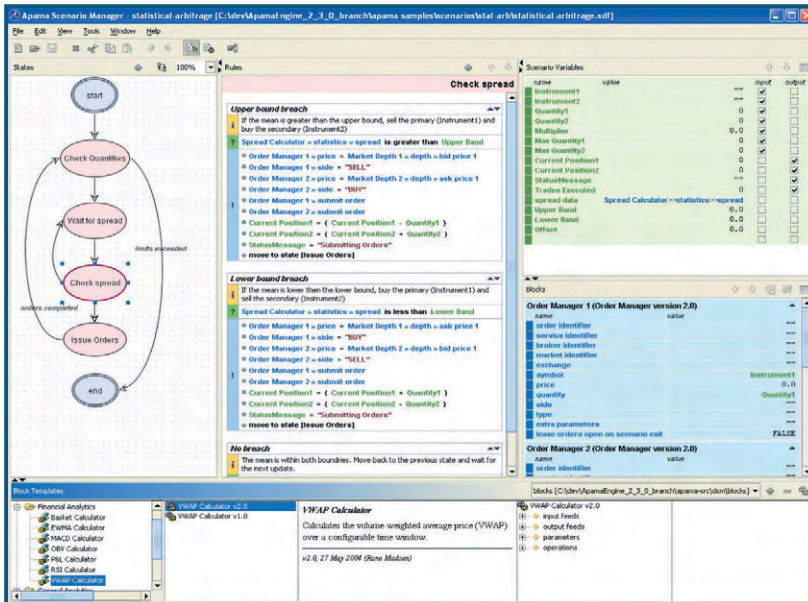 Apama Scenario Manager - statistical-arbitrage [C:\dev\ApamaEngine_2_3_0_branch\apama-samples\scenarios\stat-arb\statistical-arbitrage.sdf]
File Edit View Tools Window Help
States
100%
start
Check Quantities
Wait for spread
limits exceeded
Check spread
orders completed
Issue Orders
end
Rules
Check spread
Upper bound breach
If the mean is greater than the upper bound, sell the primary (Instrument1) and
buy the secondary (Instrument2)
Spread Calculator » statistics » spread is greater than Upper Band
Order Manager 1 » price = Market Depth 1 » depth » bid price 1
Order Manager 1 » side = "SELL"
Order Manager 2 » price = Market Depth 2 » depth » ask price 1
Order Manager 2 » side = "BUY"
Order Manager 1 » submit order
Order Manager 2 » submit order
Current Position1 = ( Current Position1 - Quantity1 )
Current Position2 = ( Current Position2 + Quantity2 )
StatusMessage = "Submitting Orders"
move to state [Issue Orders]
Lower bound breach
If the mean is lower then the lower bound, buy the primary (Instrument1) and
sell the secondary (Instrument2)
Spread Calculator » statistics » spread is less than Lower Band
Order Manager 1 » price = Market Depth 1 » depth » ask price 1
Order Manager 1 » side = "BUY"
Order Manager 2 » price = Market Depth 2 » depth » bid price 1
Order Manager 2 » side = "SELL"
Order Manager 1 » submit order
Order Manager 2 » submit order
Current Position1 = ( Current Position1 + Quantity1 )
Current Position2 = ( Current Position2 - Quantity2 )
StatusMessage = "Submitting Orders"
move to state [Issue Orders]
No breach
The mean is within both boundries. Move back to the previous state and wait for
the next update.
Scenario Variables
name value input output
Instrument1 ""
Instrument2 ""
Quantity1 0
Quantity2 0
Multiplier 0.0
Max Quantity1 0
Max Quantity2 0
Current Position1 0
Current Position2 0
StatusMessage ""
Trades Executed 0
spread data Spread Calculator>>statistics>>spread
Upper Band 0.0
Lower Band 0.0
Offset 0.0
Blocks
Order Manager 1 (Order Manager version 2.0)
name value
order identifier ""
service identifier ""
broker identifier ""
market identifier ""
exchange ""
symbol Instrument1
price 0.0
quantity Quantity1
side ""
type ""
extra parameters ""
leave orders open on scenario exit FALSE
Order Manager 2 (Order Manager version 2.0)
name value
order identifier ""
Block Templates
blocks [C:\dev\ApamaEngine_2_3_0_branch\apama-src\dsm\blocks]
Financial Analytics
Basket Calculator
EWMA Calculator
MACD Calculator
OBV Calculator
P&L Calculator
RSI Calculator
VWAP Calculator
VWAP Calculator v2.0
VWAP Calculator v1.0
VWAP Calculator
Calculates the volume-weighted average price (VWAP)
over a configurable time window.
v2.0, 27 May 2004 (Rune Madsen)
VWAP Calculator v2.0
input feeds
output feeds
parameters
operations